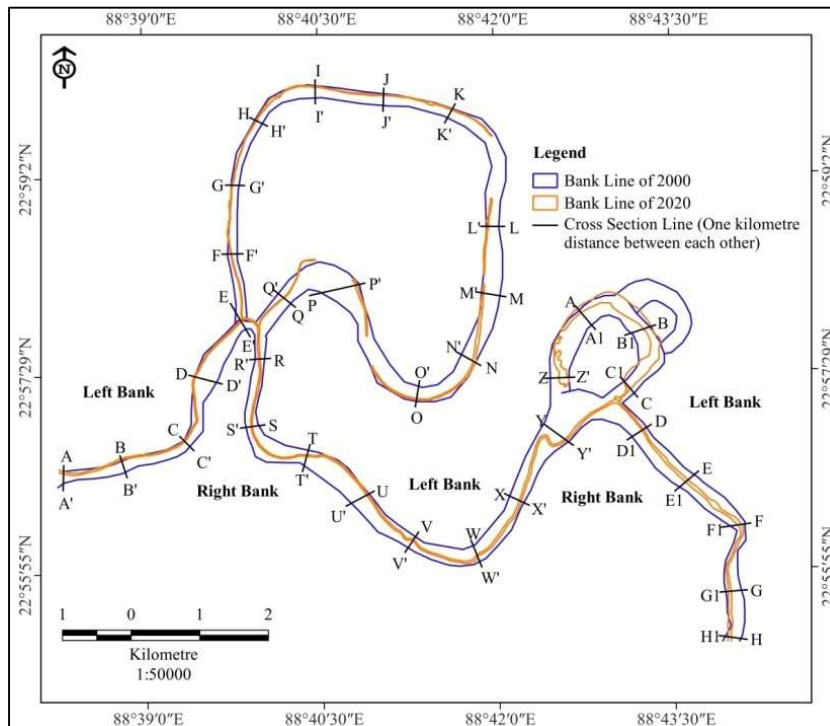 88°39′0″E 88°40′30″E 88°42′0″E 88°43′30″E
N
I J K
H H' I' J' K'
Legend
Bank Line of 2000
Bank Line of 2020
Cross Section Line (One kilometre
distance between each other)
22°59′2″N 22°59′2″N
G G'
L' L
F F'
Q' P P' M' M
E Q A B
E' A1 B1
R' R N' N
22°57′29″N 22°57′29″N
D D' O' Z Z' C1
Left Bank O C Left Bank
S' S Y D
C T Y' D1
A B C' Right Bank Left Bank Right Bank
A' B' T' U X E
U' X' E1
V W F1 F
V' W'
22°55′55″N 22°55′55″N
G1 G
1 0 1 2
H1 H
Kilometre
1:50000
88°39′0″E 88°40′30″E 88°42′0″E 88°43′30″E